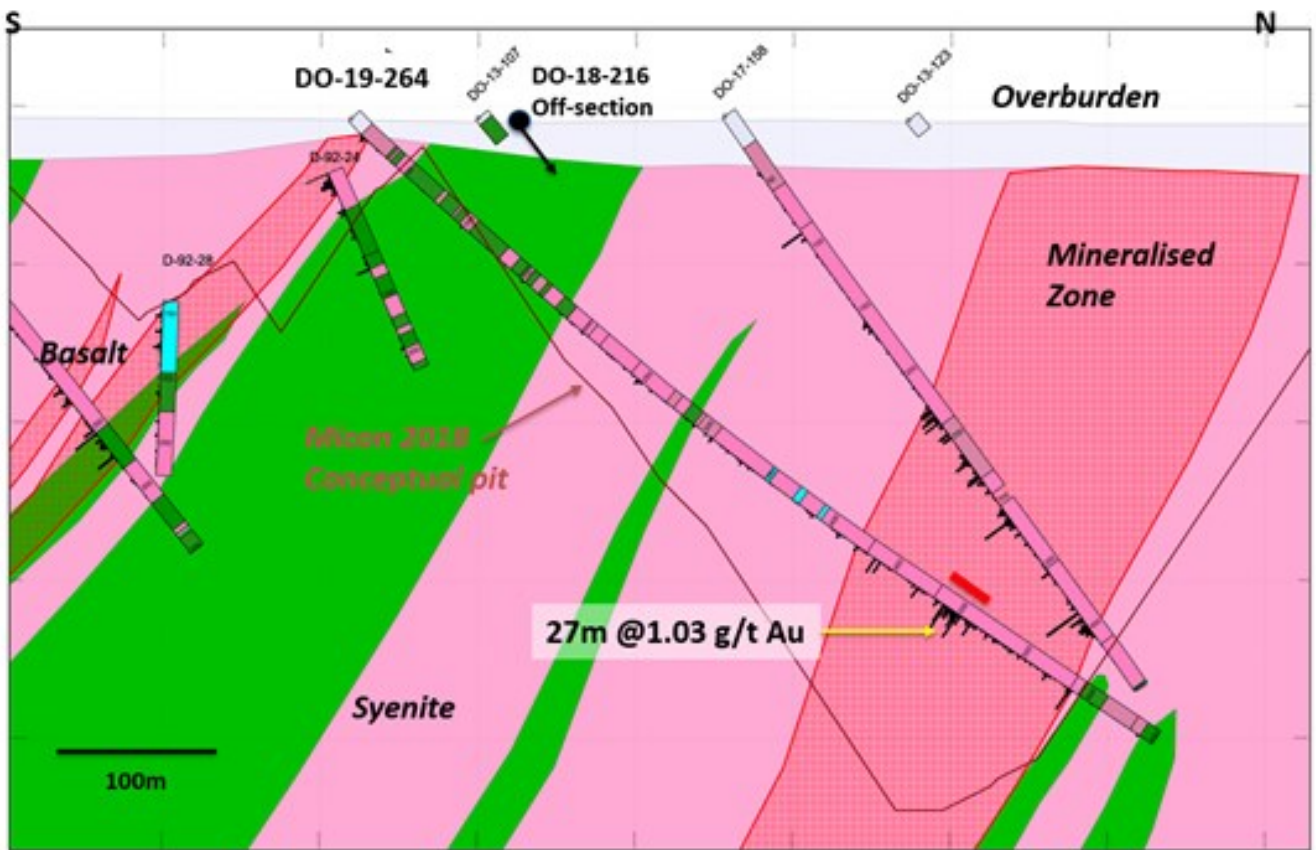 S
N
DO-19-264
DO-13-107
DO-18-216
Off-section
DO-17-158
DO-13-123
Overburden
D-92-24
D-92-28
Basalt
Mineralised
Zone
Micon 2018
Conceptual pit
27m @1.03 g/t Au
Syenite
100m